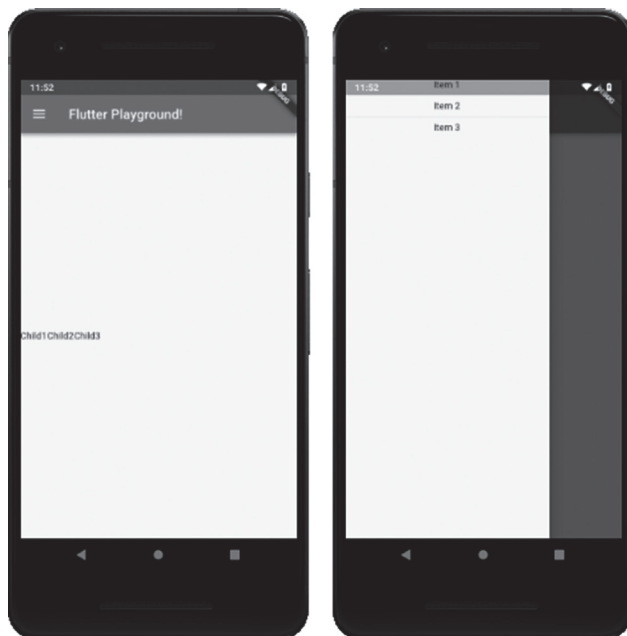 11:52
Flutter Playground!
Child1Child2Child3
11:52
Item 1
Item 2
Item 3